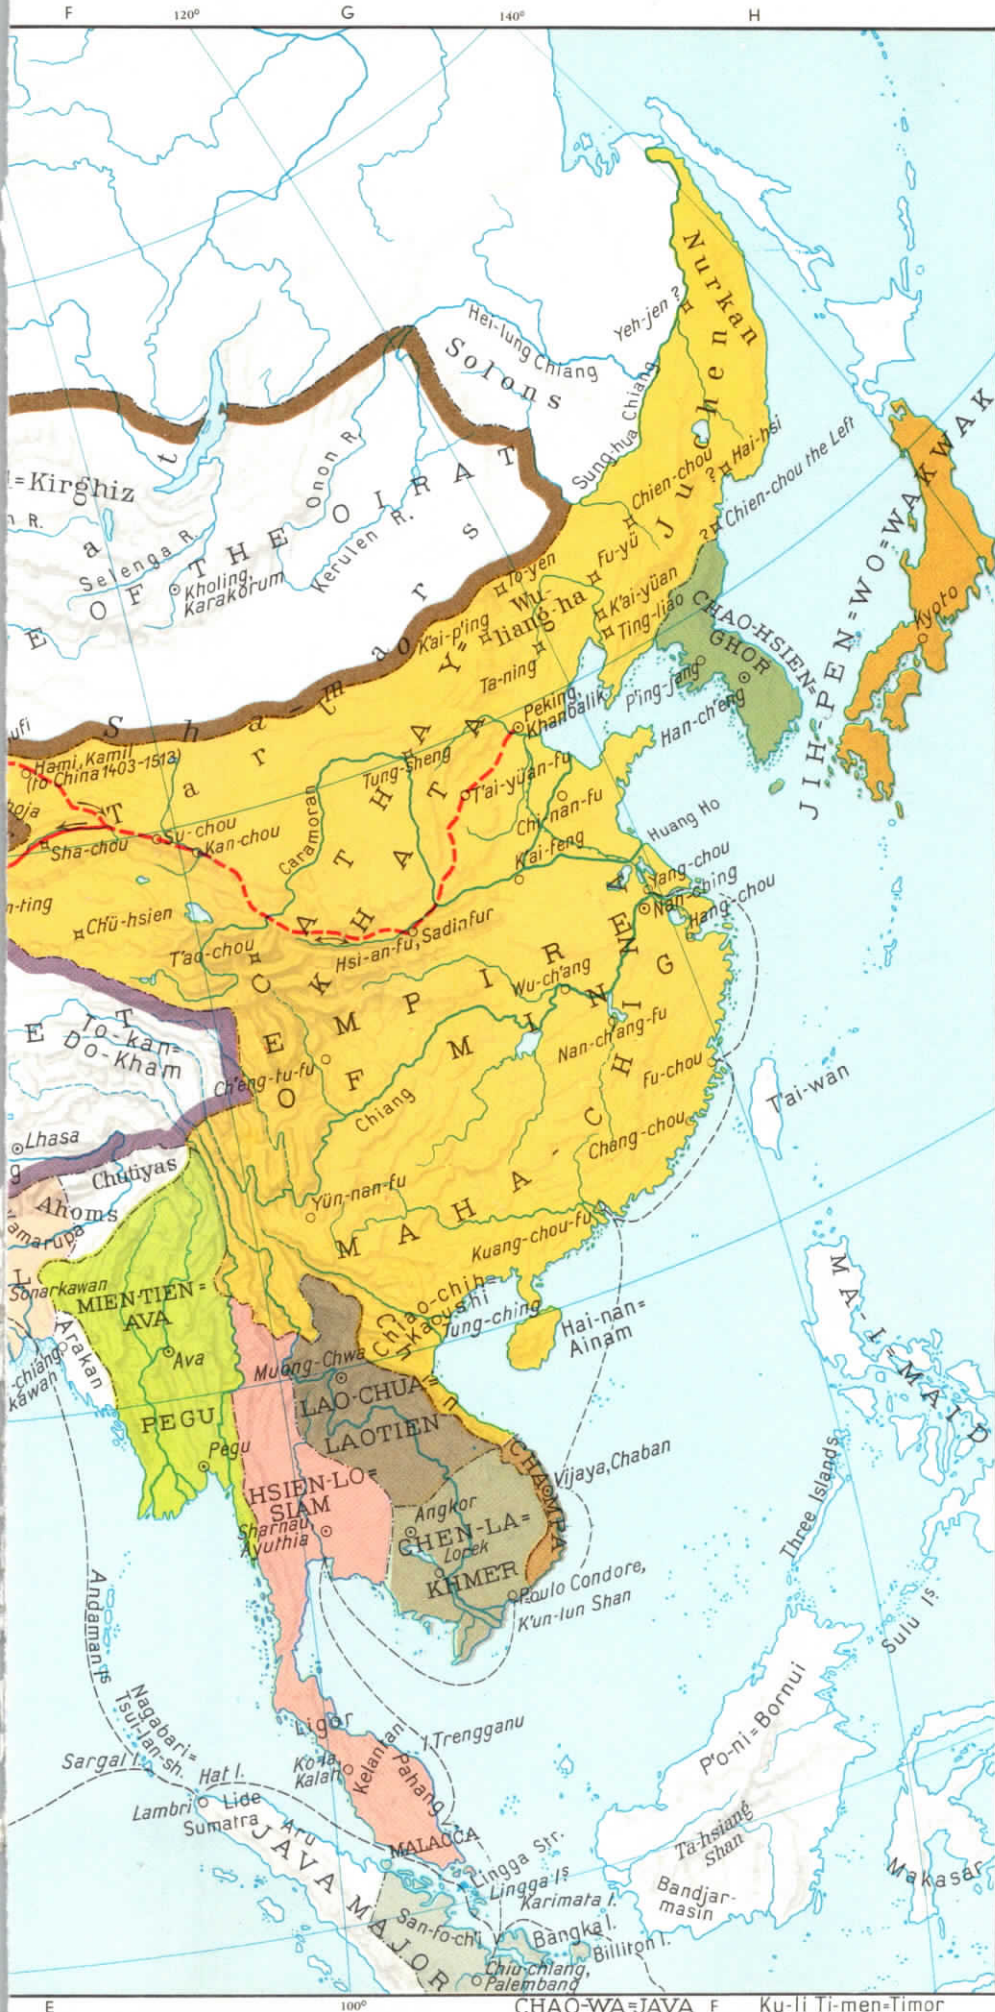 F
120°
G
140°
H
Nurkan
Yeh-jen ?
Hei-lung Chiang
Solons
Sung-hua Chiang
Juchen
Hai-hsi
?
Chien-chou
Chien-chou the Left
?
=Kirghiz
Onon R.
OF THE OIRAT
Selenga R.
Kerulen R.
Kholing,
Karakorum
To-yen
Fu-yü
Wu-
liang-ha
K'ai-yüan
Ting-liao
K'ai-p'ing
Ta-ning
CHAO-HSIEN=
GHOR
P'ing-jang
Han-ch'eng
JIH-PEN=WO=WAKWAK
Kyoto
Peking,
Khanbalik
Sha-mo
Tatars
Hami, Kamil
(to China 1403-1513)
Tung-sheng
T'ai-yüan-fu
Chi-nan-fu
K'ai-feng
Huang Ho
Su-chou
Kan-chou
Sha-chou
Caramoran
Yang-chou
Nan-ching
Hang-chou
Chü-hsien
T'ao-chou
Hsi-an-fu, Sadinfur
CATHAY=
KHATTA
Wu-ch'ang
EMPIRE
OF MING
Nan-ch'ang-fu
Fu-chou
To-kan=
Do-Kham
Ch'eng-tu-fu
Chiang
T'ai-wan
Chang-chou
Lhasa
Chutiyas
Ahoms
Yün-nan-fu
MAHA-CHIN
Kuang-chou-fu
Sonarkawan
MIEN-TIEN=
AVA
Arakan
Ava
Chiao-chih=
kaoushi
Tung-ching
Hai-nan=
Ainam
MA-I=MAID
Muong-Chwa
LAO-CHUA=
LAOTIEN
PEGU
Pegu
HSIEN-LO=
SIAM
Sharnau,
Ayuthia
CHAMPA
Vijaya, Chaban
Angkor
CHEN-LA=
Lorek
KHMER
Three Islands
Poulo Condore,
K'un-lun Shan
Andaman Is
Sulu Is.
Nagabari=
Tsui-lan-sh.
Ligor
I. Trengganu
P'o-ni=Bornui
Sargal I.
Hat I.
Ko-la,
Kalah
Kelantan
Pahang
Lambri
Lide
Sumatra
Aru
JAVA MAJOR
MALACCA
Ta-hsiang
Shan
Lingga Str.
Lingga Is
Karimata I.
Bandjar-
masin
Makasar
San-fo-ch'i
Bangka I.
Billiton I.
Chiu-chiang,
Palembang
E
100°
CHAO-WA=JAVA
F
Ku-li Ti-men=Timor